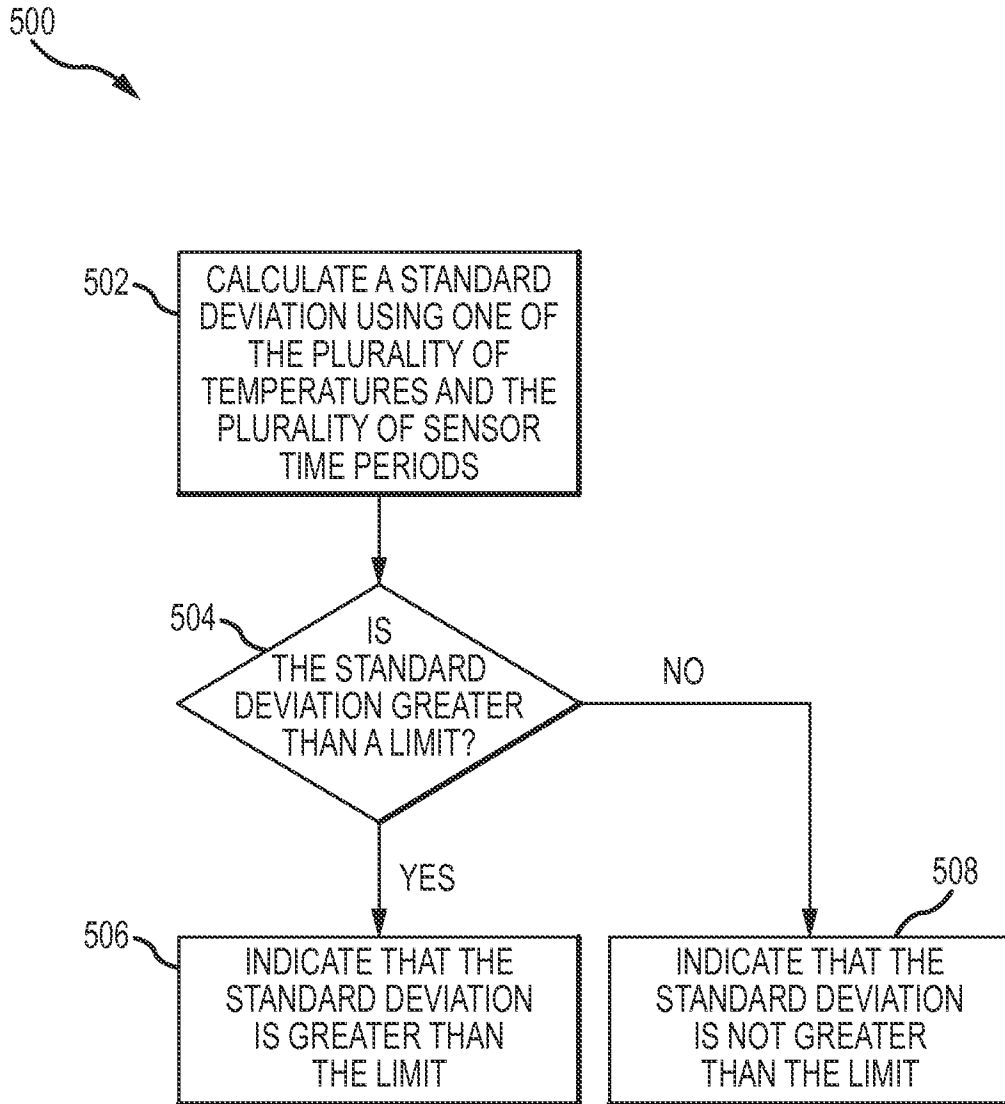 500
502
CALCULATE A STANDARD
DEVIATION USING ONE OF
THE PLURALITY OF
TEMPERATURES AND THE
PLURALITY OF SENSOR
TIME PERIODS
504
IS
THE STANDARD
DEVIATION GREATER
THAN A LIMIT?
NO
YES
506
INDICATE THAT THE
STANDARD DEVIATION
IS GREATER THAN
THE LIMIT
508
INDICATE THAT THE
STANDARD DEVIATION
IS NOT GREATER
THAN THE LIMIT